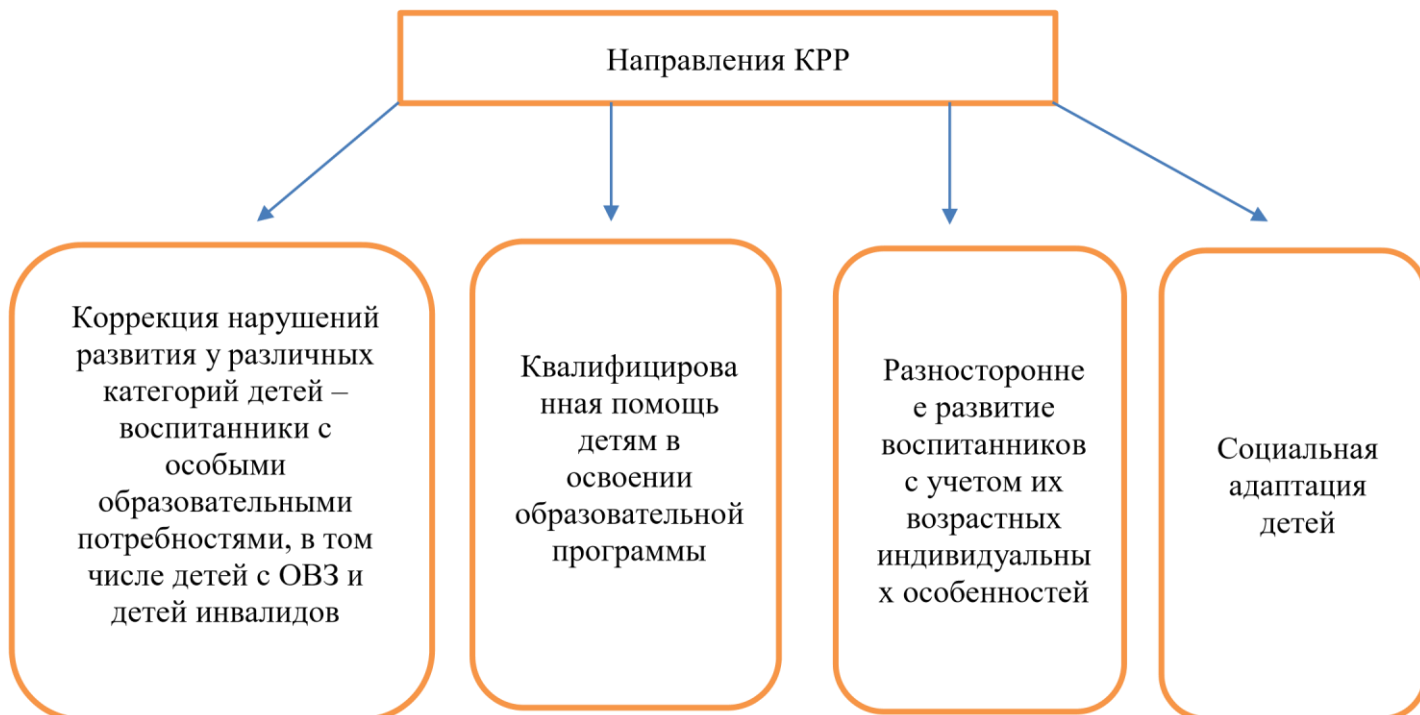 Направления КРР
Коррекция нарушений
развития у различных
категорий детей –
воспитанники с
особыми
образовательными
потребностями, в том
числе детей с ОВЗ и
детей инвалидов
Квалифицирова
нная помощь
детям в
освоении
образовательной
программы
Разносторонне
е развитие
воспитанников
с учетом их
возрастных
индивидуальны
х особенностей
Социальная
адаптация
детей